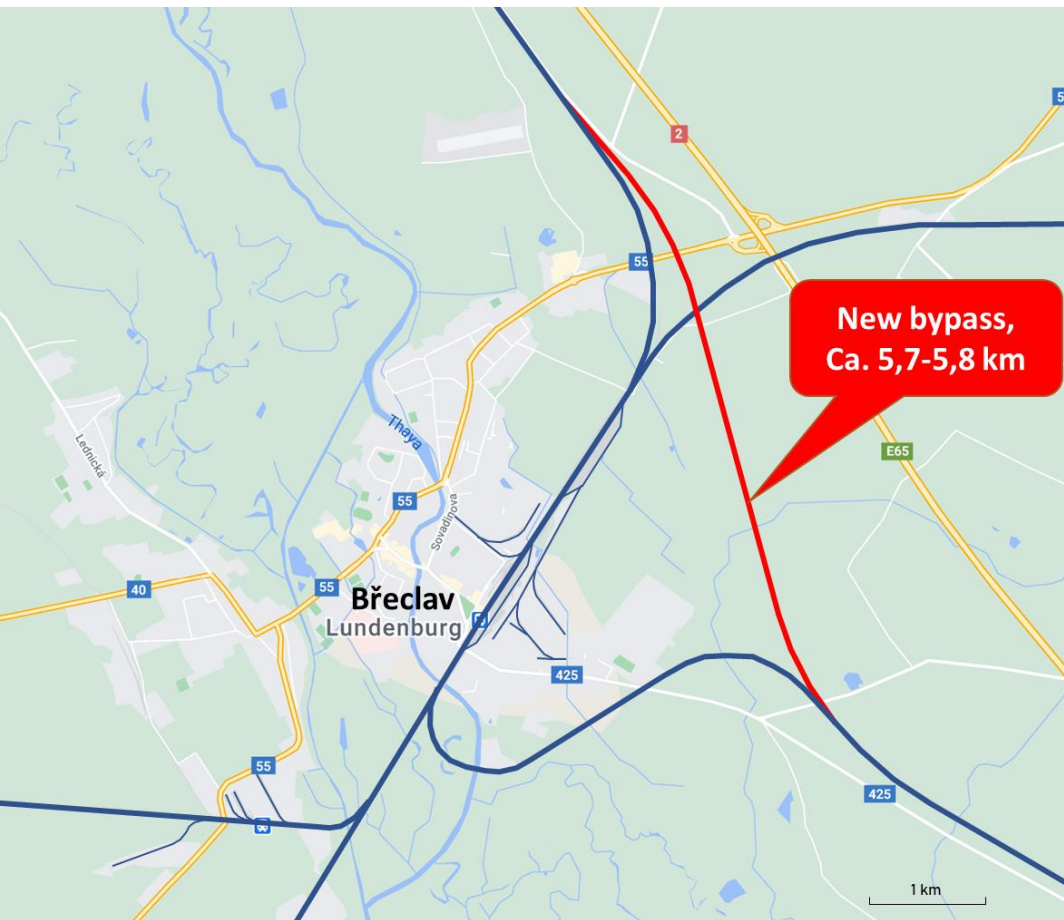 5
2
55
New bypass,
Ca. 5,7-5,8 km
Thaya
Lednická
E65
55
Sovadinova
40
55
Břeclav
Lundenburg
425
55
425
1 km